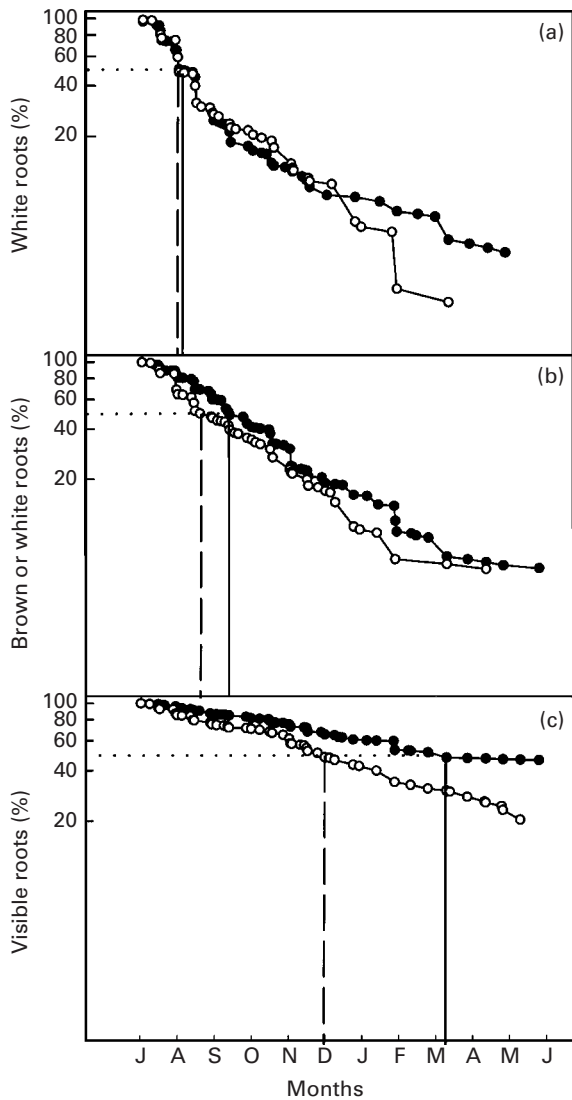 100
80
60
40
20
White roots (%)
(a)
100
80
60
40
20
Brown or white roots (%)
(b)
100
80
60
40
20
Visible roots (%)
(c)
J A S O N D J F M A M J
Months